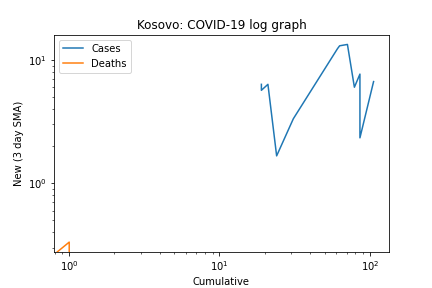 Kosovo: COVID-19 log graph
Cases
Deaths
10¹
10⁰
New (3 day SMA)
10⁰ 10¹ 10²
Cumulative